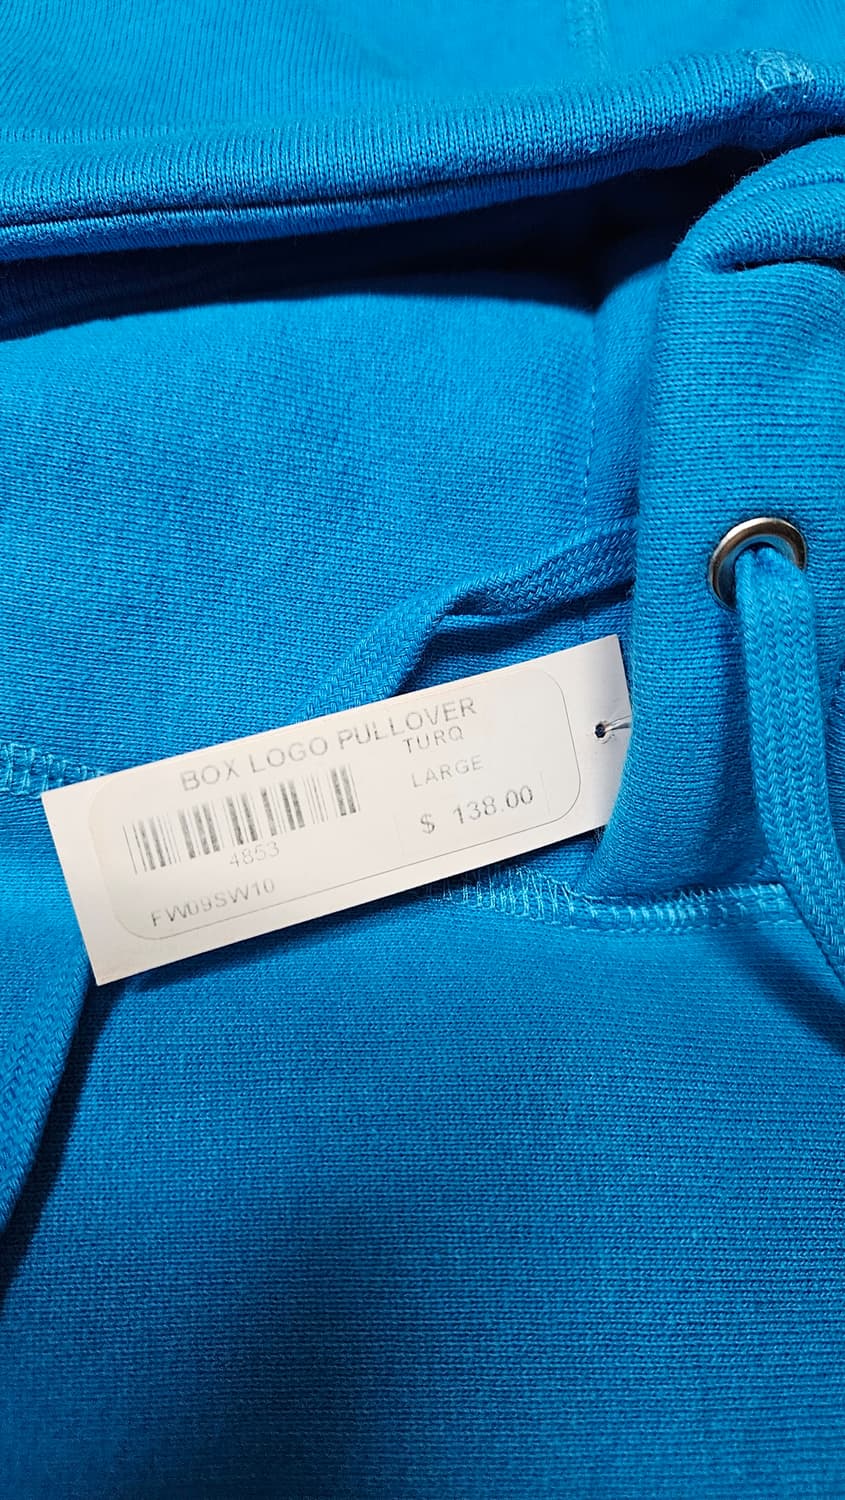 BOX LOGO PULLOVER
TURQ
LARGE
$ 138.00
4853
FW09SW10